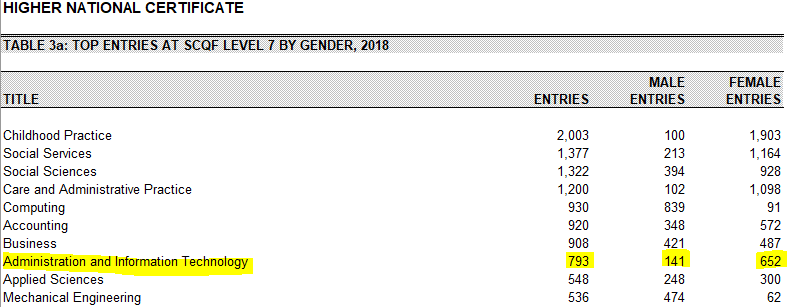 HIGHER NATIONAL CERTIFICATE
TABLE 3a: TOP ENTRIES AT SCQF LEVEL 7 BY GENDER, 2018
MALE FEMALE
TITLE ENTRIES ENTRIES ENTRIES
Childhood Practice 2,003 100 1,903
Social Services 1,377 213 1,164
Social Sciences 1,322 394 928
Care and Administrative Practice 1,200 102 1,098
Computing 930 839 91
Accounting 920 348 572
Business 908 421 487
Administration and Information Technology 793 141 652
Applied Sciences 548 248 300
Mechanical Engineering 536 474 62